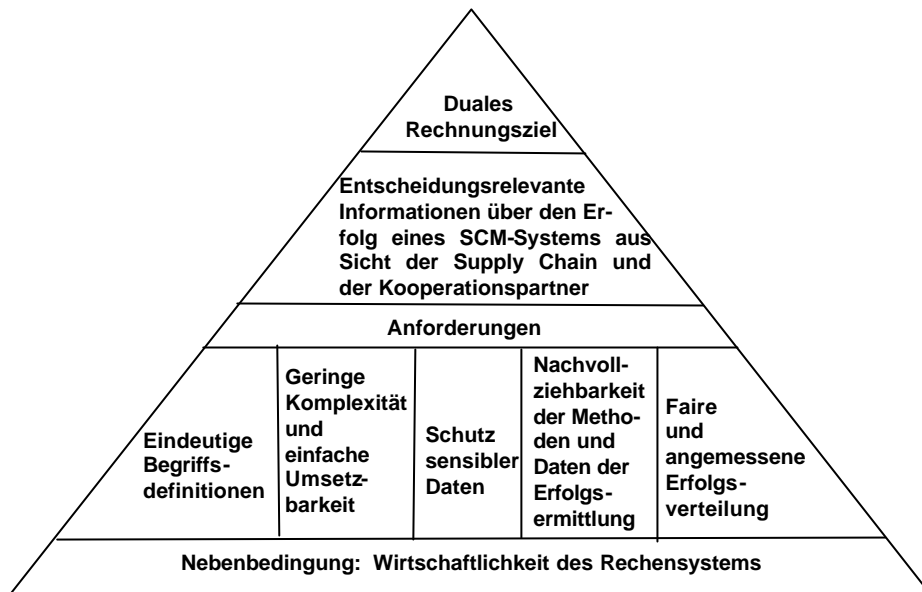 Duales
Rechnungsziel
Entscheidungsrelevante
Informationen über den Er-
folg eines SCM-Systems aus
Sicht der Supply Chain und
der Kooperationspartner
Anforderungen
Eindeutige
Begriffs-
definitionen
Geringe
Komplexität
und
einfache
Umsetz-
barkeit
Schutz
sensibler
Daten
Nachvoll-
ziehbarkeit
der Metho-
den und
Daten der
Erfolgs-
ermittlung
Faire
und
angemessene
Erfolgs-
verteilung
Nebenbedingung: Wirtschaftlichkeit des Rechensystems